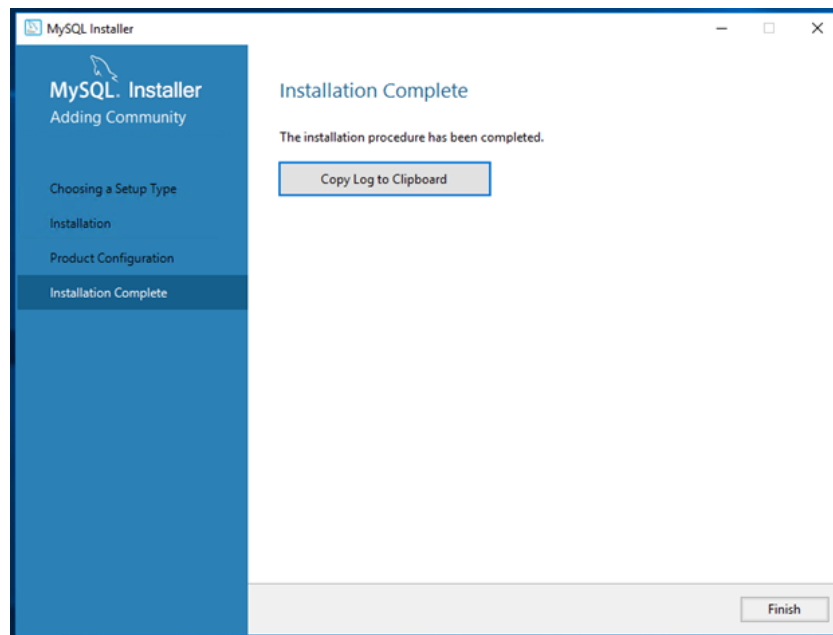 MySQL Installer
MySQL. Installer
Adding Community
Choosing a Setup Type
Installation
Product Configuration
Installation Complete
Installation Complete
The installation procedure has been completed.
Copy Log to Clipboard
Finish